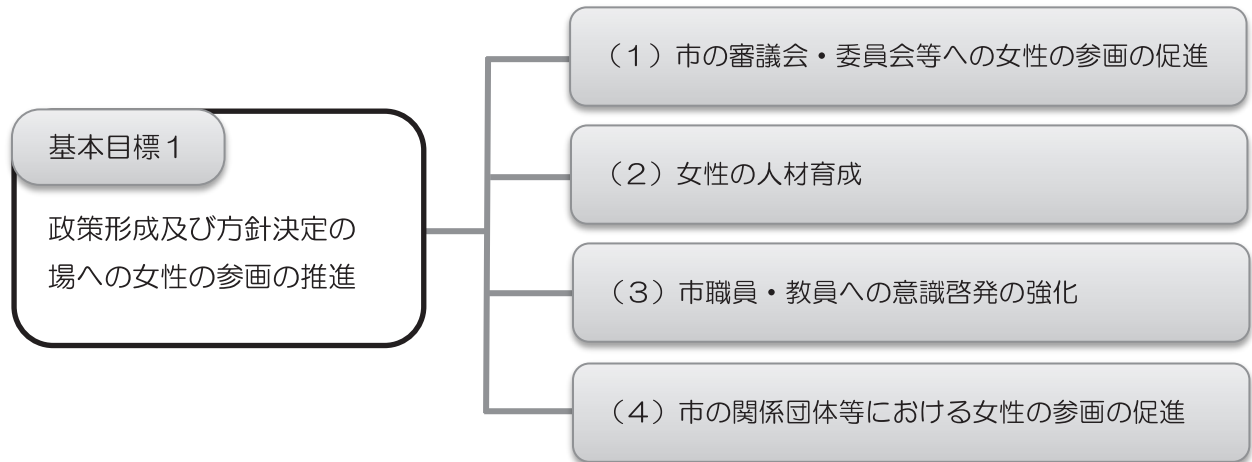 基本目標1
政策形成及び方針決定の
場への女性の参画の推進
(1)市の審議会・委員会等への女性の参画の促進
(2)女性の人材育成
(3)市職員・教員への意識啓発の強化
(4)市の関係団体等における女性の参画の促進